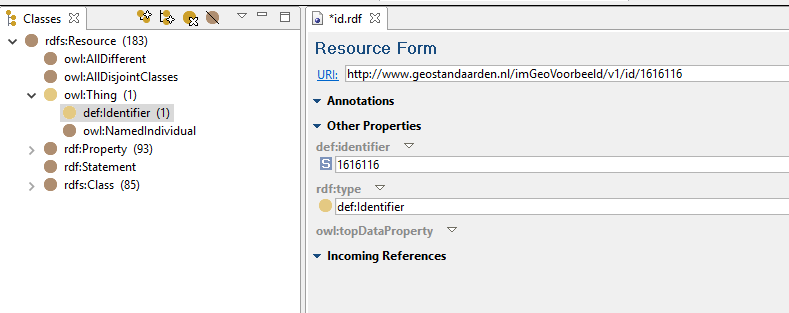 Classes
rdfs:Resource (183)
owl:AllDifferent
owl:AllDisjointClasses
owl:Thing (1)
def:Identifier (1)
owl:NamedIndividual
rdf:Property (93)
rdf:Statement
rdfs:Class (85)
*id.rdf
Resource Form
URI: http://www.geostandaarden.nl/imGeoVoorbeeld/v1/id/1616116
Annotations
Other Properties
def:identifier
S 1616116
rdf:type
def:Identifier
owl:topDataProperty
Incoming References